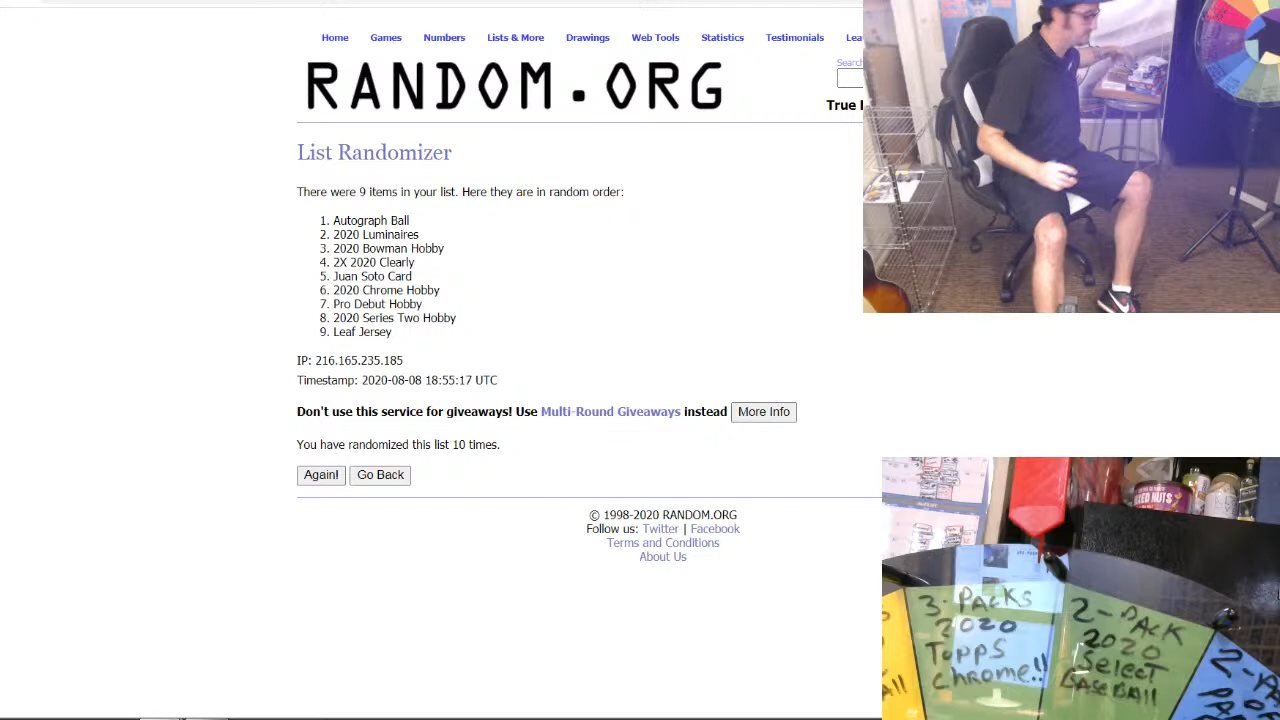 Home Games Numbers Lists & More Drawings Web Tools Statistics Testimonials
Search
RANDOM.ORG
True
List Randomizer
There were 9 items in your list. Here they are in random order:
1. Autograph Ball
2. 2020 Luminaires
3. 2020 Bowman Hobby
4. 2X 2020 Clearly
5. Juan Soto Card
6. 2020 Chrome Hobby
7. Pro Debut Hobby
8. 2020 Series Two Hobby
9. Leaf Jersey
IP: 216.165.235.185
Timestamp: 2020-08-08 18:55:17 UTC
Don't use this service for giveaways! Use Multi-Round Giveaways instead More Info
You have randomized this list 10 times.
Again! Go Back
© 1998-2020 RANDOM.ORG
Follow us: Twitter | Facebook
Terms and Conditions
About Us
NUTS
3-PACKS
2020
TOPPS
CHROME!!
2-PACK
2020
SELECT
BASEBALL